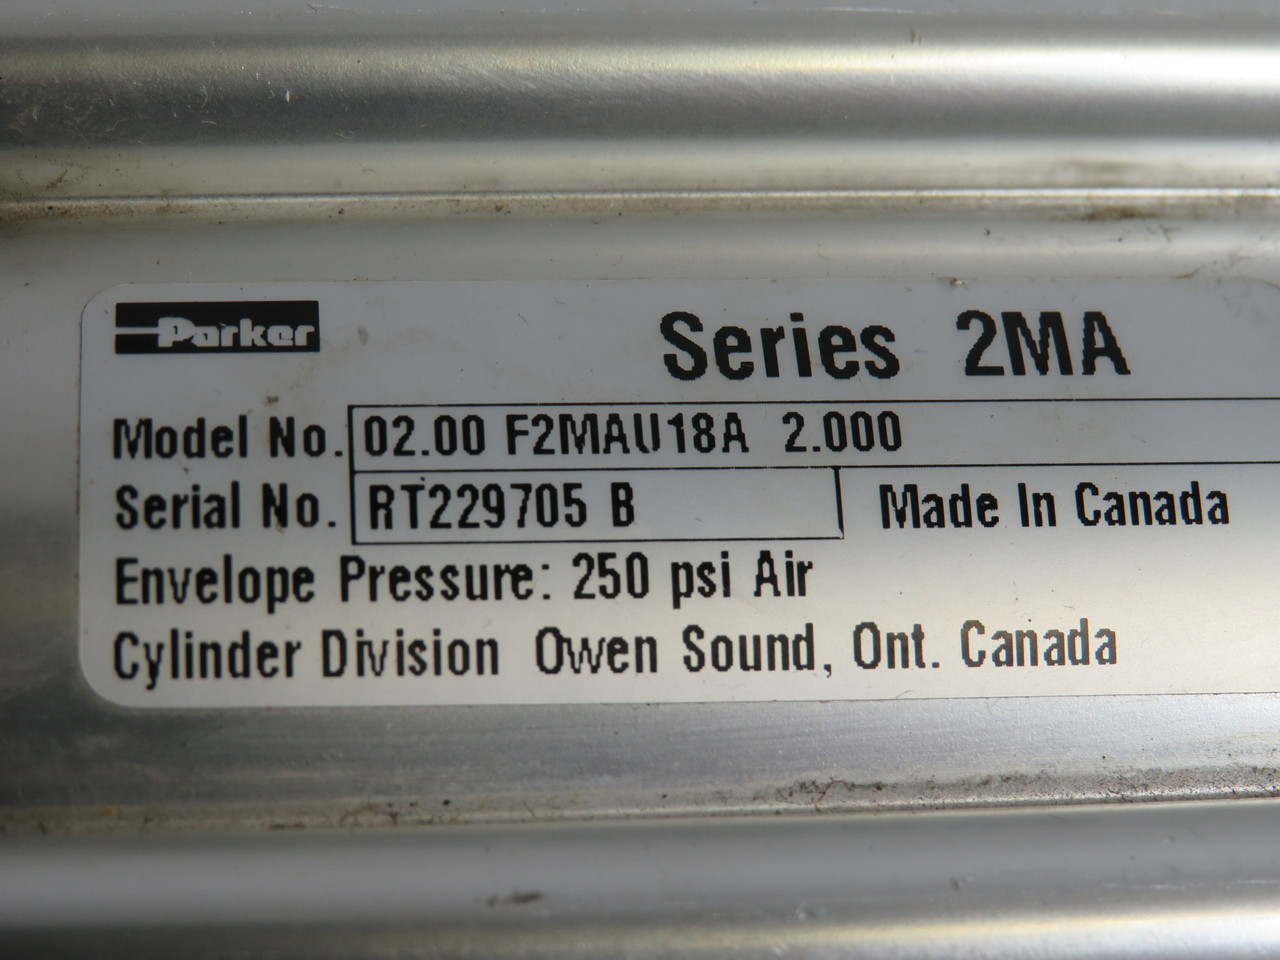 Parker
Series 2MA
Model No. 02.00 F2MAU18A 2.000
Serial No. RT229705 B Made In Canada
Envelope Pressure: 250 psi Air
Cylinder Division Owen Sound, Ont. Canada